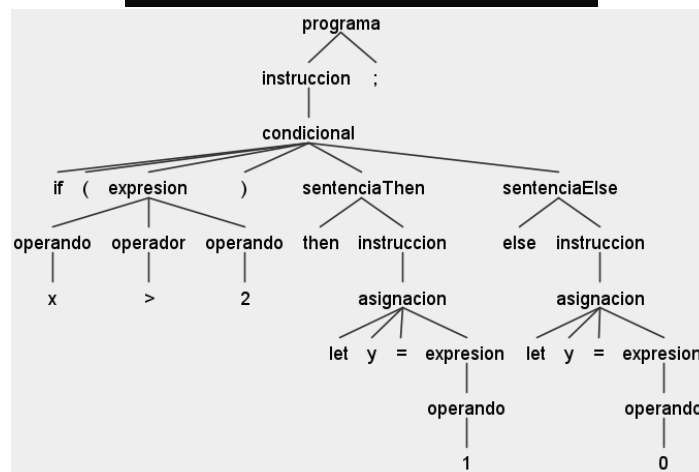 programa
instruccion ;
condicional
if ( expresion ) sentenciaThen sentenciaElse
operando operador operando then instruccion else instruccion
x > 2 asignacion asignacion
let y = expresion let y = expresion
operando operando
1 0